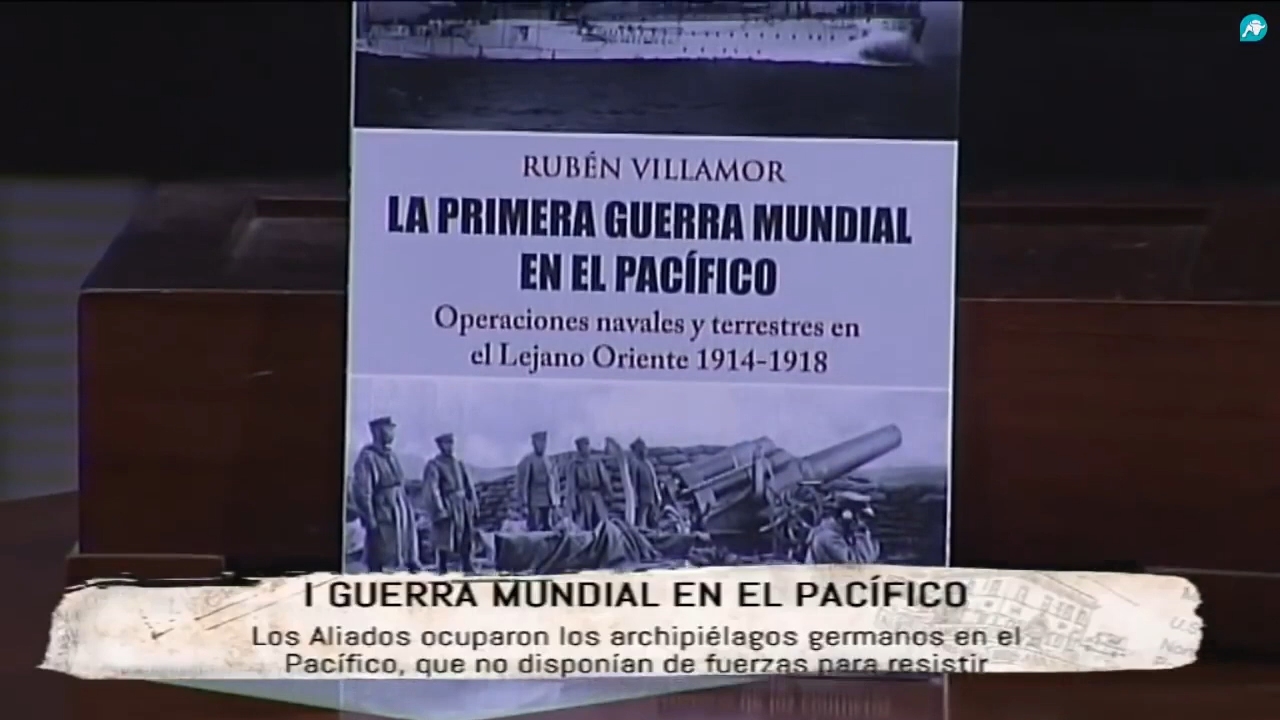 RUBÉN VILLAMOR
LA PRIMERA GUERRA MUNDIAL
EN EL PACÍFICO
Operaciones navales y terrestres en
el Lejano Oriente 1914-1918
I GUERRA MUNDIAL EN EL PACÍFICO
Los Aliados ocuparon los archipiélagos germanos en el
Pacífico, que no disponían de fuerzas para resistir